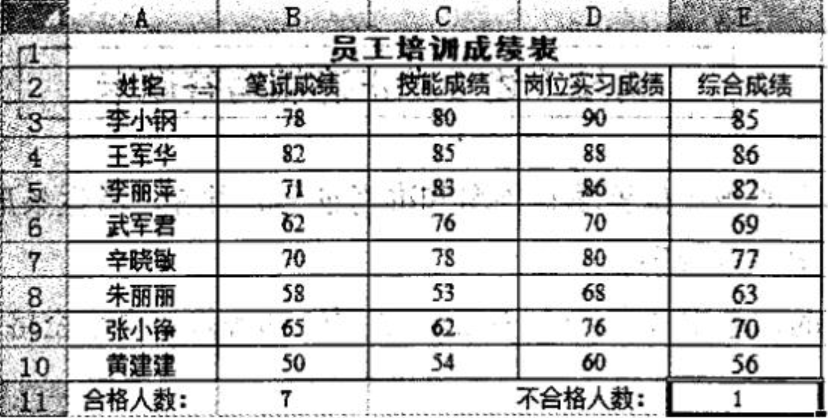 A B C D E
1 员工培训成绩表
2 姓名 笔试成绩 技能成绩 岗位实习成绩 综合成绩
3 李小钢 78 80 90 85
4 王军华 82 85 88 86
5 李丽萍 71 83 86 82
6 武军君 62 76 70 69
7 辛晓敏 70 78 80 77
8 朱丽丽 58 53 68 63
9 张小铮 65 62 76 70
10 黄建建 50 54 60 56
11 合格人数: 7 不合格人数: 1